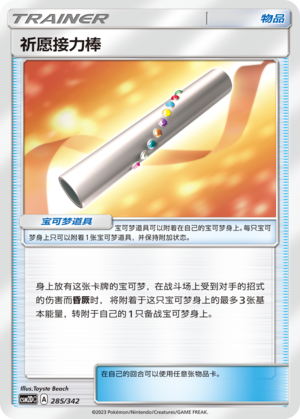 TRAINER
物品
祈愿接力棒
宝可梦道具
宝可梦道具可以附着在自己的宝可梦身上。每只宝可
梦身上只可以附着1张宝可梦道具，并保持附加状态。
身上放有这张卡牌的宝可梦，在战斗场上受到对手的招式
的伤害而昏厥时，将附着于这只宝可梦身上的最多3张基
本能量，转附于自己的1只备战宝可梦身上。
在自己的回合可以使用任意张物品卡。
Illus.Toyste Beach
CSM2DC A 285/342
©2023 Pokémon/Nintendo/Creatures/GAME FREAK.